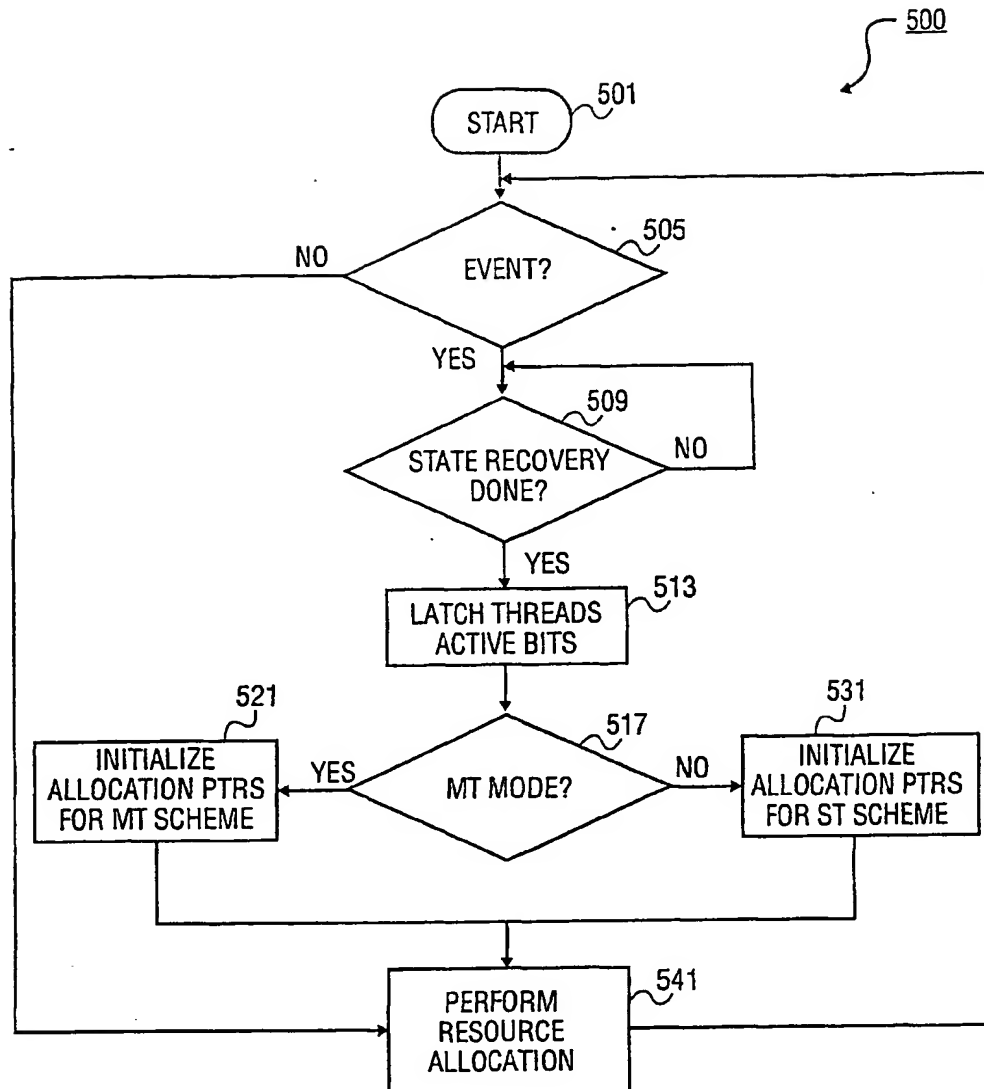 500
START
501
NO
EVENT?
505
YES
STATE RECOVERY
DONE?
509
NO
YES
LATCH THREADS
ACTIVE BITS
513
521
INITIALIZE
ALLOCATION PTRS
FOR MT SCHEME
YES
MT MODE?
517
NO
531
INITIALIZE
ALLOCATION PTRS
FOR ST SCHEME
PERFORM
RESOURCE
ALLOCATION
541